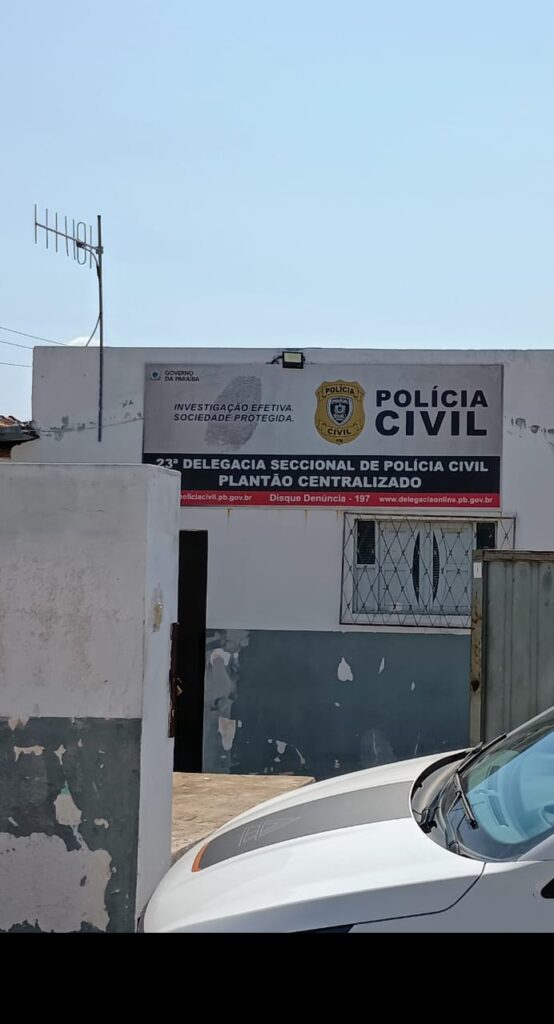 GOVERNO
DA PARAÍBA
INVESTIGAÇÃO EFETIVA.
SOCIEDADE PROTEGIDA.
POLÍCIA
CIVIL
PB
POLÍCIA
CIVIL
23ª DELEGACIA SECCIONAL DE POLÍCIA CIVIL
PLANTÃO CENTRALIZADO
policiacivil.pb.gov.br Disque Denúncia - 197 www.delegaciaonline.pb.gov.br